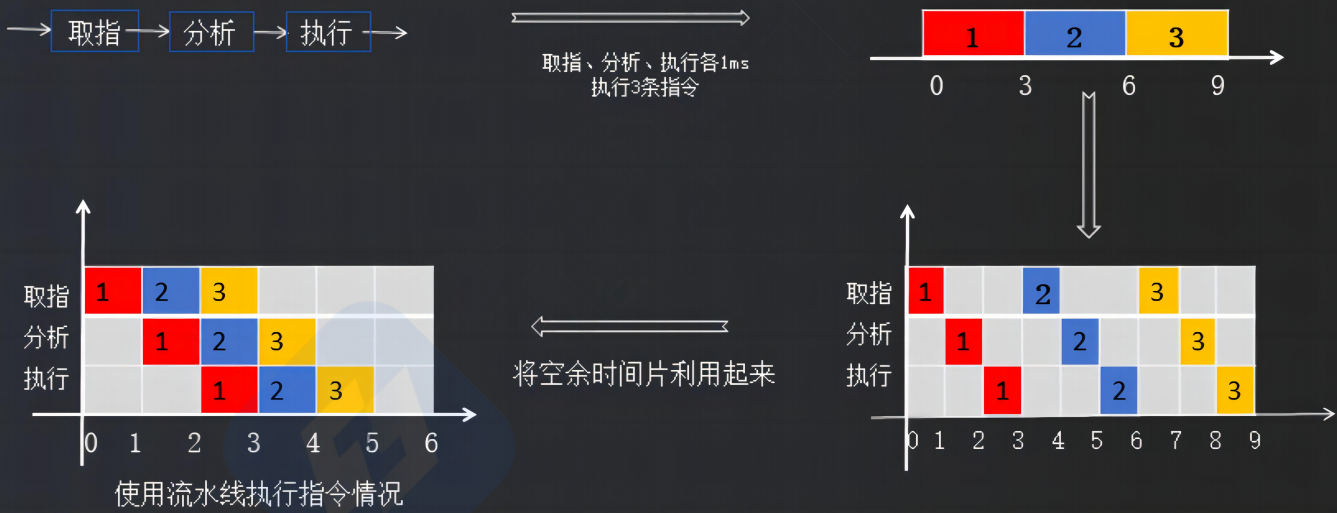 取指 分析 执行
取指、分析、执行各1ms
执行3条指令
1 2 3
0 3 6 9
取指 1 2 3
分析 1 2 3
执行 1 2 3
0 1 2 3 4 5 6
使用流水线执行指令情况
将空余时间片利用起来
取指 1 2 3
分析 1 2 3
执行 1 2 3
0 1 2 3 4 5 6 7 8 9